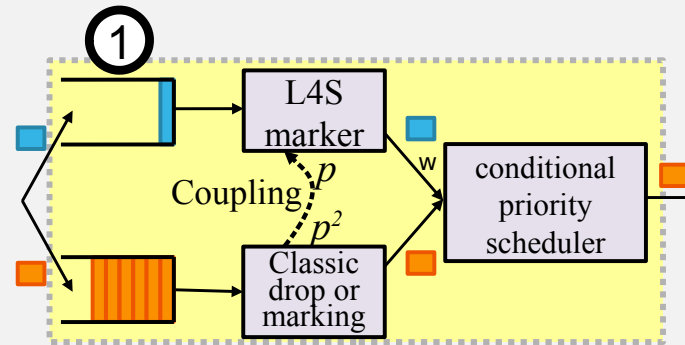 1
L4S
marker
w
Coupling
p
p²
conditional
priority
scheduler
Classic
drop or
marking